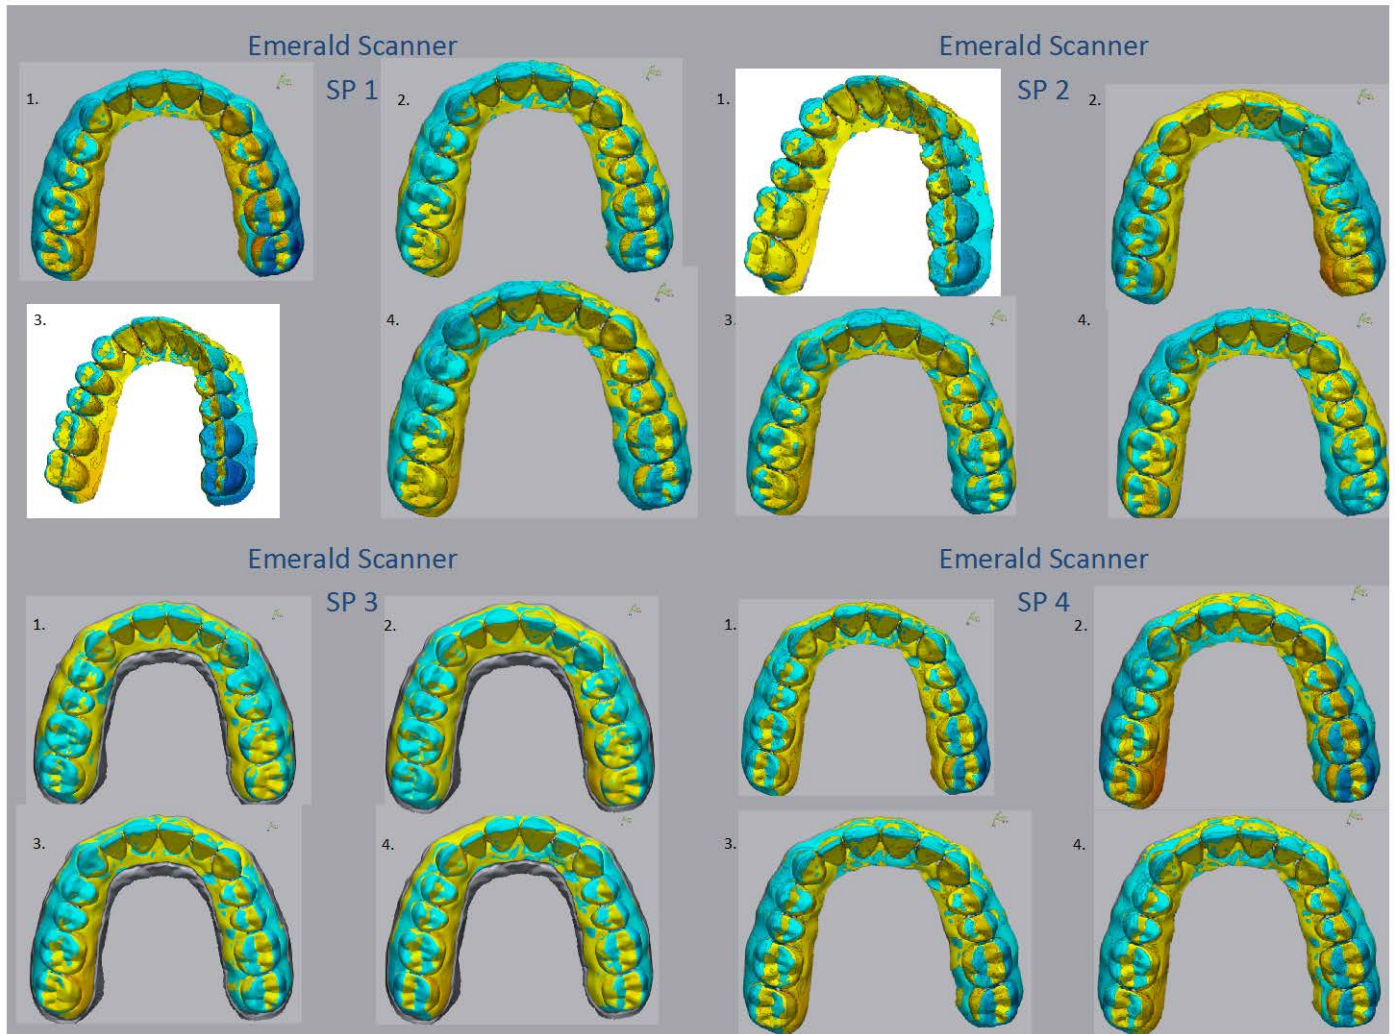 Emerald Scanner
SP 1
1.
2.
3.
4.
Emerald Scanner
SP 2
1.
2.
3.
4.
Emerald Scanner
SP 3
1.
2.
3.
4.
Emerald Scanner
SP 4
1.
2.
3.
4.